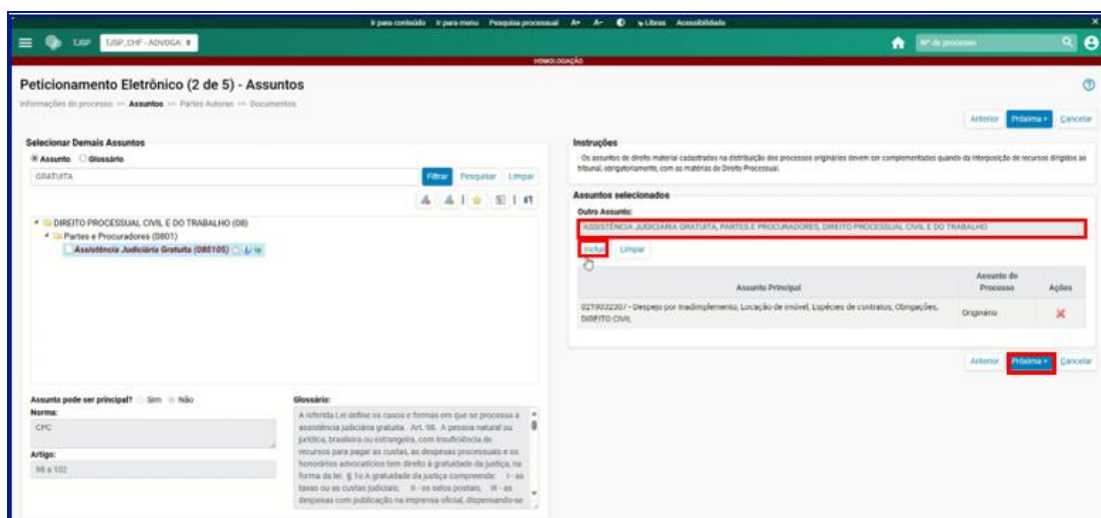 Ir para conteúdo Ir para menu Pesquisa processual A+ A- Libras Acessibilidade
TJSP TJSP_CHF - ADVOGA Nº do processo
HOMOLOGAÇÃO
Peticionamento Eletrônico (2 de 5) - Assuntos
Informações do processo >> Assuntos >> Partes Autoras >> Documentos
Anterior Próxima Cancelar
Selecionar Demais Assuntos
Assunto Glossário
GRATUITA Filtrar Pesquisar Limpar
DIREITO PROCESSUAL CIVIL E DO TRABALHO (08)
Partes e Procuradores (0801)
Assistência Judiciária Gratuita (080105)
Assunto pode ser principal? Sim Não
Norma:
CPC
Artigo:
98 a 102
Glossário:
A referida Lei define os casos e formas em que se processa a
assistência judiciária gratuita. Art. 98. A pessoa natural ou
jurídica, brasileira ou estrangeira, com insuficiência de
recursos para pagar as custas, as despesas processuais e os
honorários advocatícios tem direito à gratuidade da justiça, na
forma da lei. § 1o A gratuidade da justiça compreende: I - as
taxas ou as custas judiciais; II - os selos postais; III - as
despesas com publicação na imprensa oficial, dispensando-se
Instruções
Os assuntos de direito material cadastrados na distribuição dos processos originários devem ser complementados quando da interposição de recursos dirigidos ao
tribunal, obrigatoriamente, com as matérias de Direito Processual.
Assuntos selecionados
Outro Assunto:
ASSISTÊNCIA JUDICIÁRIA GRATUITA, PARTES E PROCURADORES, DIREITO PROCESSUAL CIVIL E DO TRABALHO
Incluir Limpar
Assunto Principal Assunto do Processo Ações
0219032307 - Despejo por Inadimplemento, Locação de imóvel, Espécies de contratos, Obrigações,
DIREITO CIVIL Originário
Anterior Próxima Cancelar